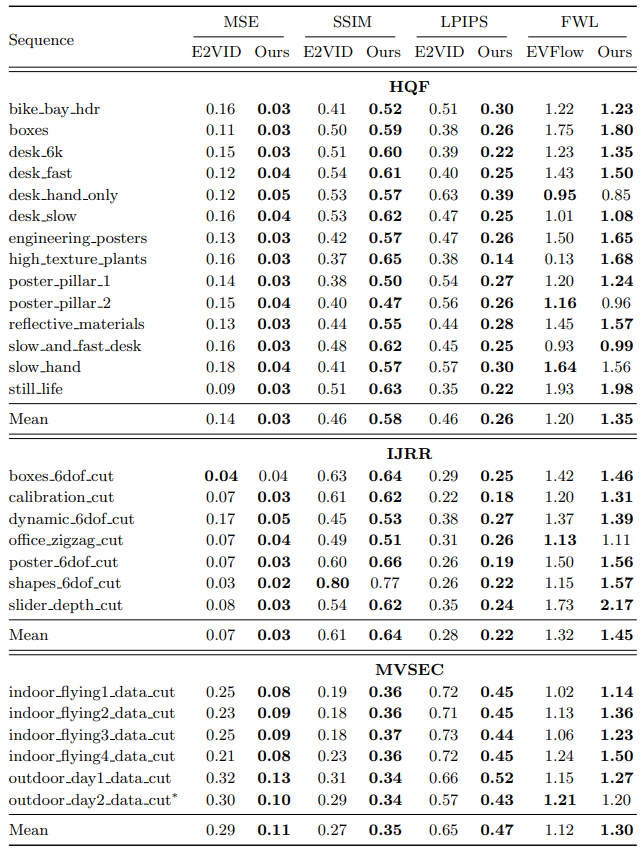 Sequence MSE SSIM LPIPS FWL
E2VID Ours E2VID Ours E2VID Ours EVFlow Ours
HQF
bike_bay_hdr 0.16 0.03 0.41 0.52 0.51 0.30 1.22 1.23
boxes 0.11 0.03 0.50 0.59 0.38 0.26 1.75 1.80
desk_6k 0.15 0.03 0.51 0.60 0.39 0.22 1.23 1.35
desk_fast 0.12 0.04 0.54 0.61 0.40 0.25 1.43 1.50
desk_hand_only 0.12 0.05 0.53 0.57 0.63 0.39 0.95 0.85
desk_slow 0.16 0.04 0.53 0.62 0.47 0.25 1.01 1.08
engineering_posters 0.13 0.03 0.42 0.57 0.47 0.26 1.50 1.65
high_texture_plants 0.16 0.03 0.37 0.65 0.38 0.14 0.13 1.68
poster_pillar_1 0.14 0.03 0.38 0.50 0.54 0.27 1.20 1.24
poster_pillar_2 0.15 0.04 0.40 0.47 0.56 0.26 1.16 0.96
reflective_materials 0.13 0.03 0.44 0.55 0.44 0.28 1.45 1.57
slow_and_fast_desk 0.16 0.03 0.48 0.62 0.45 0.25 0.93 0.99
slow_hand 0.18 0.04 0.41 0.57 0.57 0.30 1.64 1.56
still_life 0.09 0.03 0.51 0.63 0.35 0.22 1.93 1.98
Mean 0.14 0.03 0.46 0.58 0.46 0.26 1.20 1.35
IJRR
boxes_6dof_cut 0.04 0.04 0.63 0.64 0.29 0.25 1.42 1.46
calibration_cut 0.07 0.03 0.61 0.62 0.22 0.18 1.20 1.31
dynamic_6dof_cut 0.17 0.05 0.45 0.53 0.38 0.27 1.37 1.39
office_zigzag_cut 0.07 0.04 0.49 0.51 0.31 0.26 1.13 1.11
poster_6dof_cut 0.07 0.03 0.60 0.66 0.26 0.19 1.50 1.56
shapes_6dof_cut 0.03 0.02 0.80 0.77 0.26 0.22 1.15 1.57
slider_depth_cut 0.08 0.03 0.54 0.62 0.35 0.24 1.73 2.17
Mean 0.07 0.03 0.61 0.64 0.28 0.22 1.32 1.45
MVSEC
indoor_flying1_data_cut 0.25 0.08 0.19 0.36 0.72 0.45 1.02 1.14
indoor_flying2_data_cut 0.23 0.09 0.18 0.36 0.71 0.45 1.13 1.36
indoor_flying3_data_cut 0.25 0.09 0.18 0.37 0.73 0.44 1.06 1.23
indoor_flying4_data_cut 0.21 0.08 0.23 0.36 0.72 0.45 1.24 1.50
outdoor_day1_data_cut 0.32 0.13 0.31 0.34 0.66 0.52 1.15 1.27
outdoor_day2_data_cut* 0.30 0.10 0.29 0.34 0.57 0.43 1.21 1.20
Mean 0.29 0.11 0.27 0.35 0.65 0.47 1.12 1.30